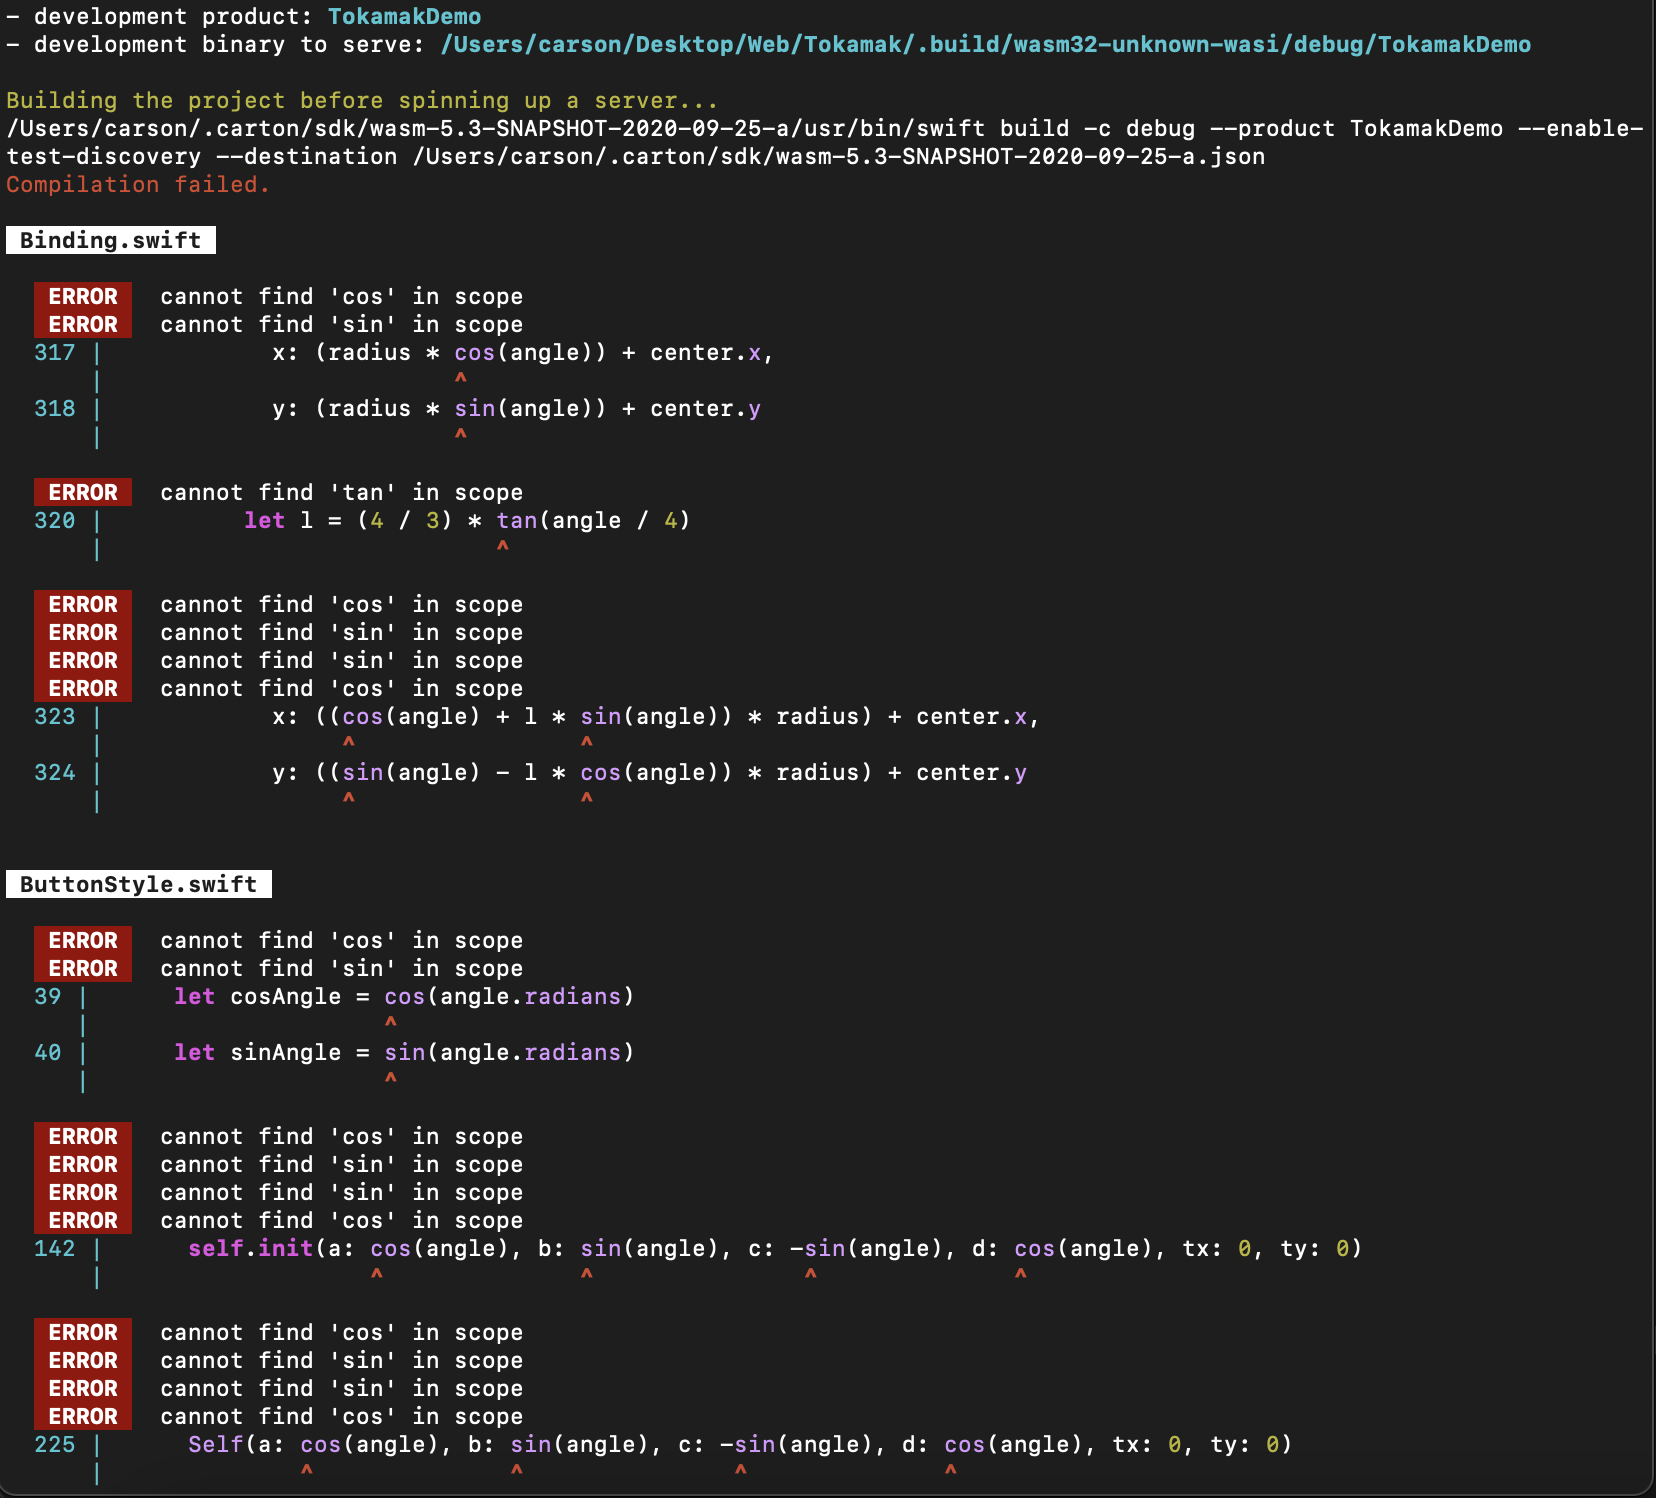 – development product: TokamakDemo
– development binary to serve: /Users/carson/Desktop/Web/Tokamak/.build/wasm32-unknown-wasi/debug/TokamakDemo
Building the project before spinning up a server...
/Users/carson/.carton/sdk/wasm-5.3-SNAPSHOT-2020-09-25-a/usr/bin/swift build -c debug --product TokamakDemo --enable-
test-discovery --destination /Users/carson/.carton/sdk/wasm-5.3-SNAPSHOT-2020-09-25-a.json
Compilation failed.
Binding.swift
ERROR cannot find 'cos' in scope
ERROR cannot find 'sin' in scope
317 | x: (radius * cos(angle)) + center.x,
| ^
318 | y: (radius * sin(angle)) + center.y
| ^
ERROR cannot find 'tan' in scope
320 | let l = (4 / 3) * tan(angle / 4)
| ^
ERROR cannot find 'cos' in scope
ERROR cannot find 'sin' in scope
ERROR cannot find 'sin' in scope
ERROR cannot find 'cos' in scope
323 | x: ((cos(angle) + l * sin(angle)) * radius) + center.x,
| ^ ^
324 | y: ((sin(angle) – l * cos(angle)) * radius) + center.y
| ^ ^
ButtonStyle.swift
ERROR cannot find 'cos' in scope
ERROR cannot find 'sin' in scope
39 | let cosAngle = cos(angle.radians)
| ^
40 | let sinAngle = sin(angle.radians)
| ^
ERROR cannot find 'cos' in scope
ERROR cannot find 'sin' in scope
ERROR cannot find 'sin' in scope
ERROR cannot find 'cos' in scope
142 | self.init(a: cos(angle), b: sin(angle), c: –sin(angle), d: cos(angle), tx: 0, ty: 0)
| ^ ^ ^ ^
ERROR cannot find 'cos' in scope
ERROR cannot find 'sin' in scope
ERROR cannot find 'sin' in scope
ERROR cannot find 'cos' in scope
225 | Self(a: cos(angle), b: sin(angle), c: –sin(angle), d: cos(angle), tx: 0, ty: 0)
| ^ ^ ^ ^